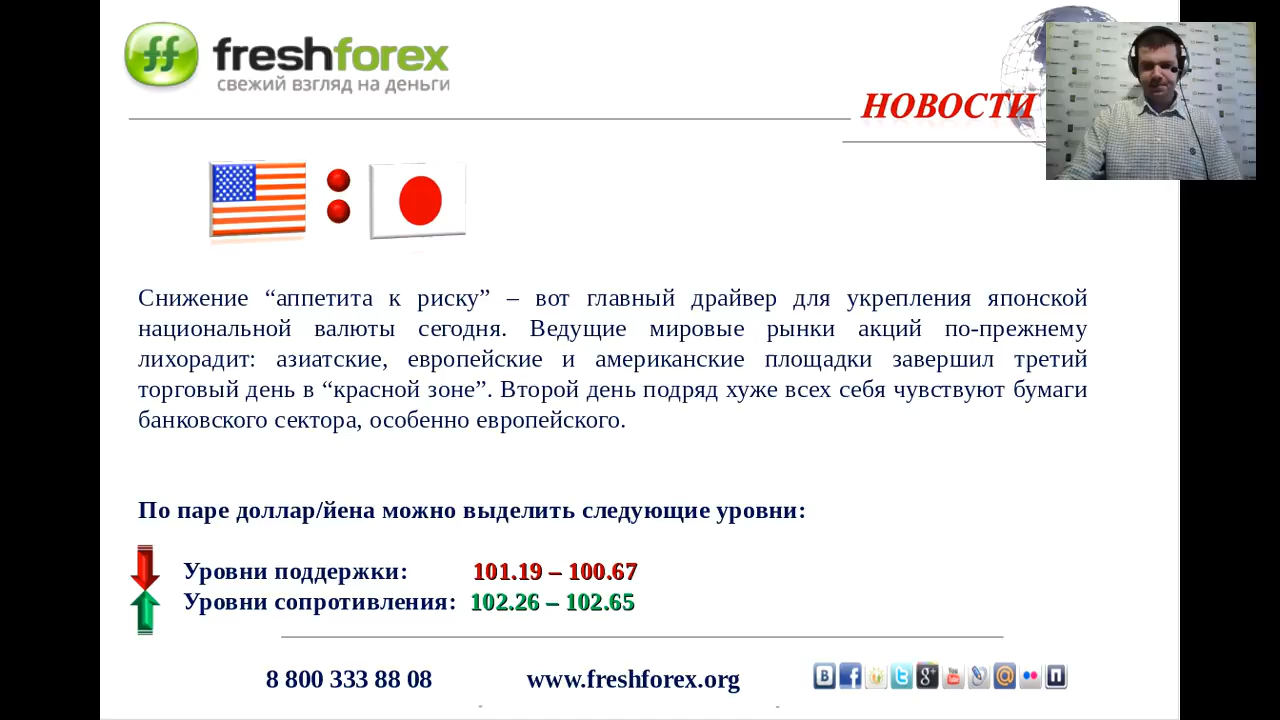 freshforex
свежий взгляд на деньги
НОВОСТИ
Снижение “аппетита к риску” – вот главный драйвер для укрепления японской
национальной валюты сегодня. Ведущие мировые рынки акций по-прежнему
лихорадит: азиатские, европейские и американские площадки завершил третий
торговый день в “красной зоне”. Второй день подряд хуже всех себя чувствуют бумаги
банковского сектора, особенно европейского.
По паре доллар/йена можно выделить следующие уровни:
Уровни поддержки: 101.19 – 100.67
Уровни сопротивления: 102.26 – 102.65
8 800 333 88 08 www.freshforex.org